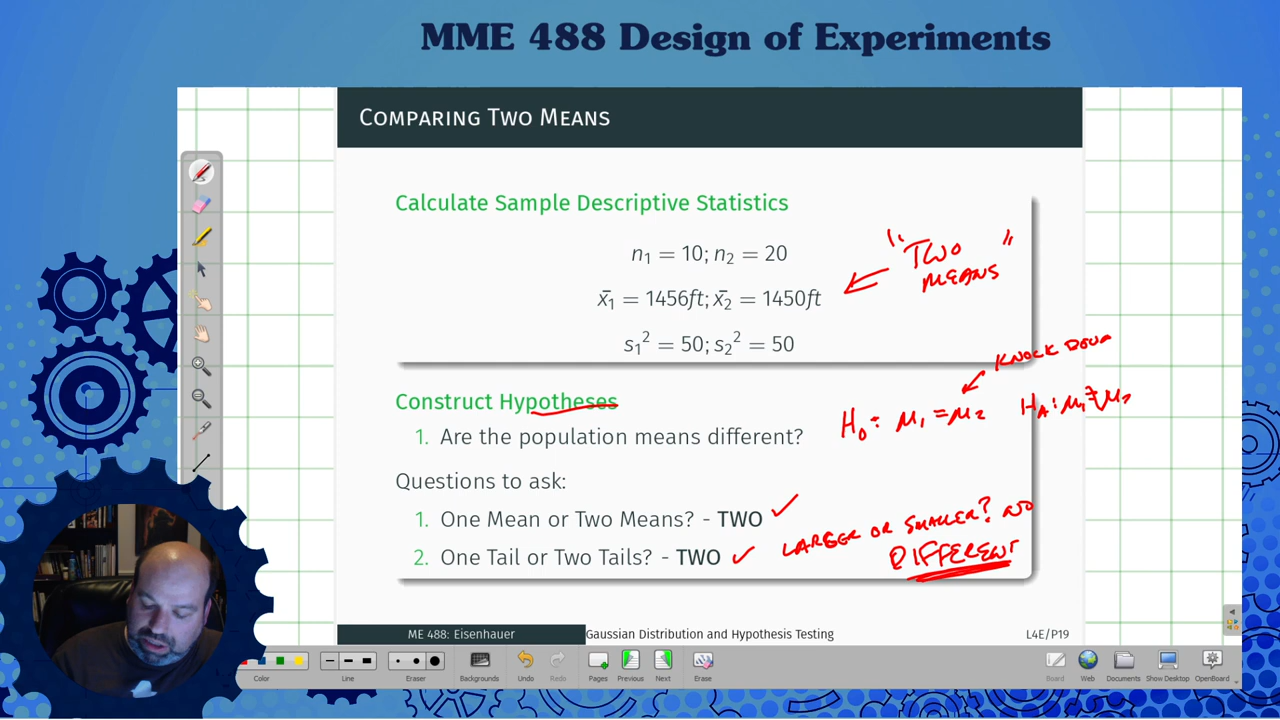 MME 488 Design of Experiments
COMPARING TWO MEANS
Calculate Sample Descriptive Statistics
n₁ = 10; n₂ = 20
x̄₁ = 1456ft; x̄₂ = 1450ft
s₁² = 50; s₂² = 50
"TWO
MEANS"
KNOCK DOWN
Construct Hypotheses
H₀: μ₁ = μ₂ H_A: μ₁ ≠ μ₂
1. Are the population means different?
Questions to ask:
1. One Mean or Two Means? - TWO ✓
2. One Tail or Two Tails? - TWO ✓
LARGER OR SMALLER? NO
DIFFERENT
ME 488: Eisenhauer Gaussian Distribution and Hypothesis Testing L4E/P19
Color Line Eraser Backgrounds Undo Redo Pages Previous Next Erase Board Web Documents Show Desktop OpenBoard